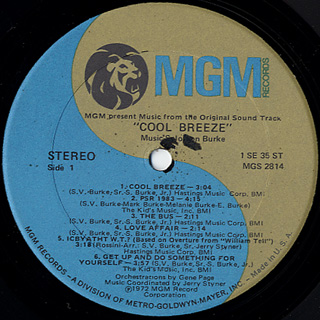 MGM
RECORDS
MGM present Music from the Original Sound Track
"COOL BREEZE"
Music Solomon Burke
STEREO
Side 1
1 SE 35 ST
MGS 2814
1. COOL BREEZE — 3:04
(S.V. Burke, Sr.-S. Burke, Jr.) Hastings Music Corp. BMI
2. PSR 1983 — 4:15
(S.V. Burke-Mark Burke-Melania Burke-E. Burke)
The Kid's Music, Inc. BMI
3. THE BUS — 2:11
(S.V. Burke, Sr.-S. Burke, Jr.) Hastings Music Corp. BMI
4. LOVE AFFAIR — 2:14
(S.V. Burke, Sr.-S. Burke, Jr.) Hastings Music Corp. BMI
5. ICBYATHT W.T.? (Based on Overture from "William Tell")
3:18 (Rossini-Arr.: S.V. Burke, Sr., Jerry Styner)
Hastings Music Corp. BMI
6. GET UP AND DO SOMETHING FOR
YOURSELF — 3:57 (S.V. Burke, Sr.-S. Burke, Jr.)
The Kid's Music, Inc. BMI
Orchestrations by Gene Page
Music Coordinated by Jerry Styner
©1972 MGM Record
Corporation
MGM RECORDS — A DIVISION OF METRO-GOLDWYN-MAYER, INC. — Made in U.S.A.